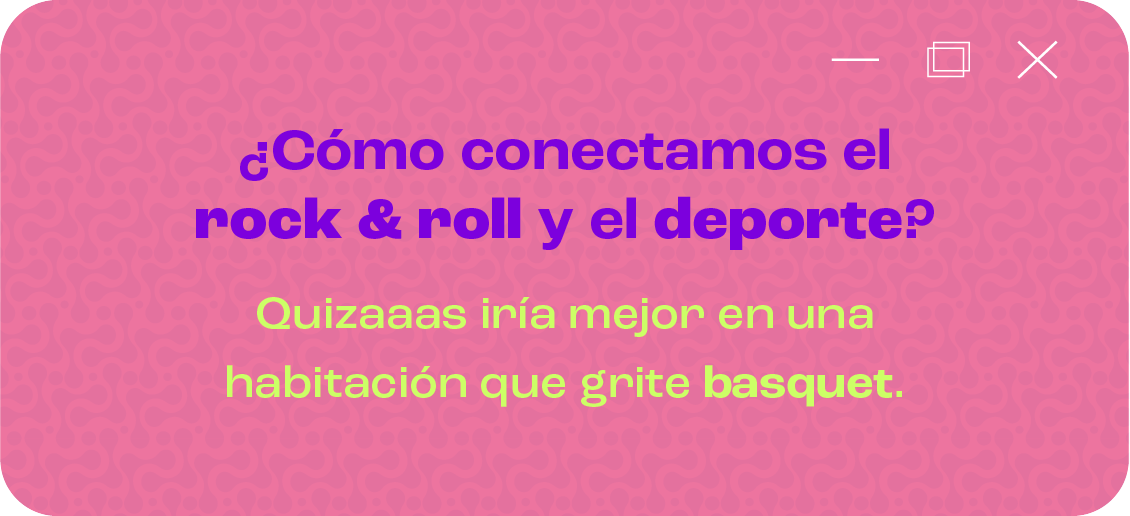 ¿Cómo conectamos el
rock & roll y el deporte?
Quizaaas iría mejor en una
habitación que grite basquet.